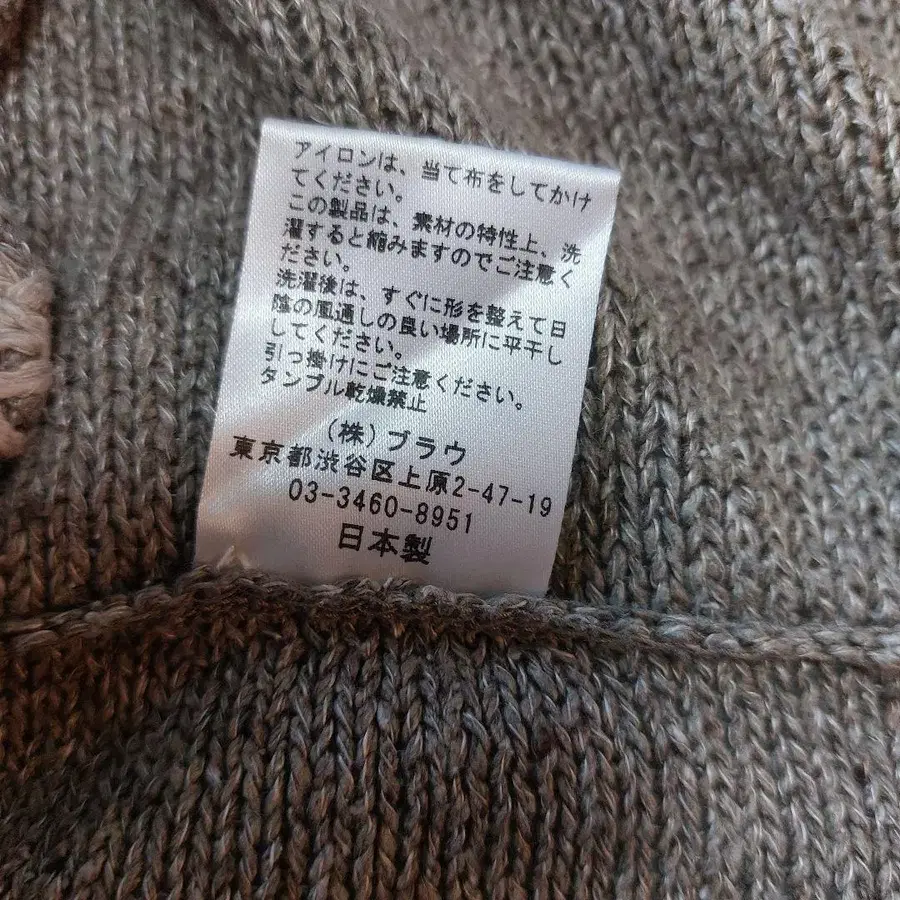 アイロンは、当て布をしてかけ
てください。
この製品は、素材の特性上、洗
濯すると縮みますのでご注意く
ださい。
洗濯後は、すぐに形を整えて日
陰の風通しの良い場所に平干し
してください。
引っ掛けにご注意ください。
タンブル乾燥禁止
(株)ブラウ
東京都渋谷区上原2-47-19
03-3460-8951
日本製